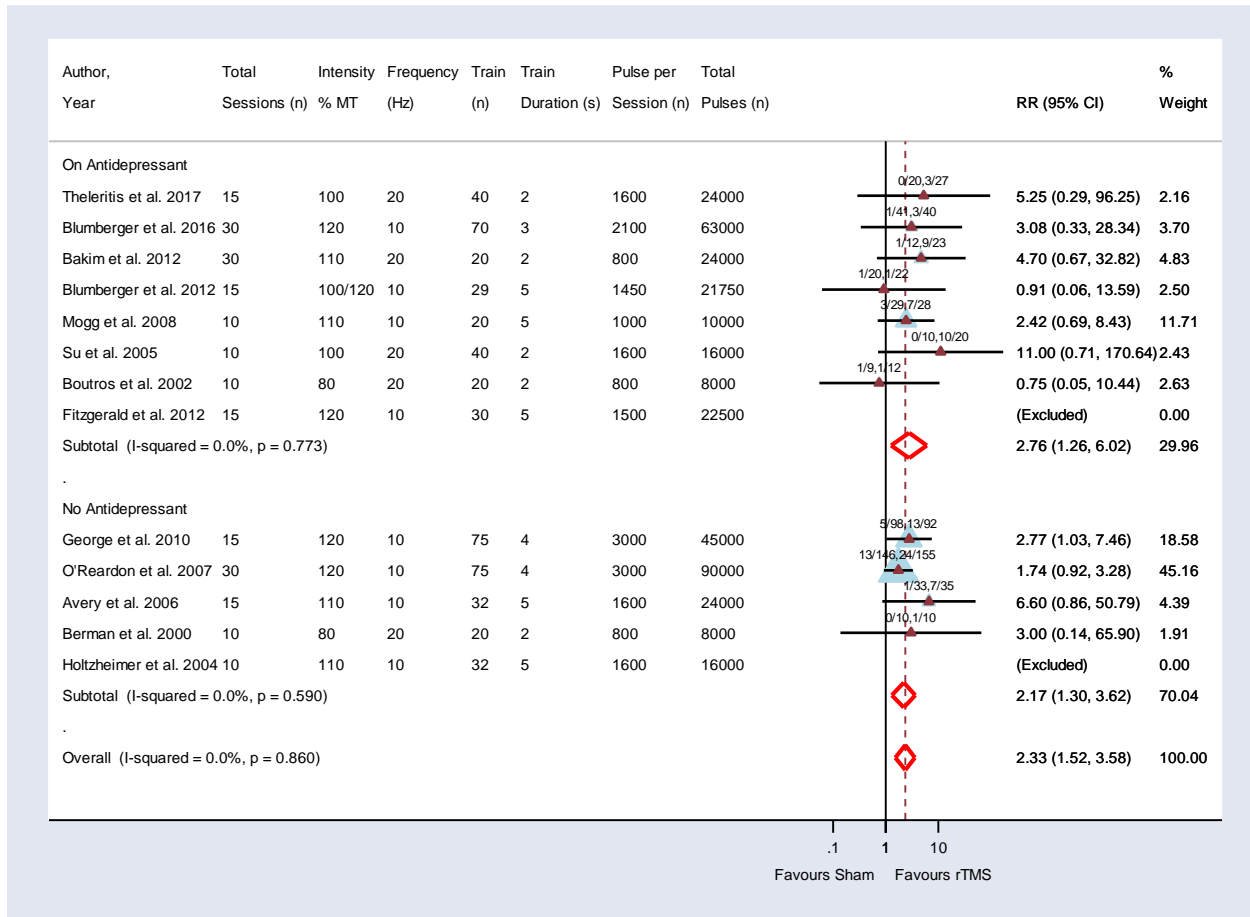 Author, Total Intensity Frequency Train Train Pulse per Total %
Year Sessions (n) % MT (Hz) (n) Duration (s) Session (n) Pulses (n) RR (95% CI) Weight
On Antidepressant
Theleritis et al. 2017 15 100 20 40 2 1600 24000 0/20,3/27 5.25 (0.29, 96.25) 2.16
Blumberger et al. 2016 30 120 10 70 3 2100 63000 1/41,3/40 3.08 (0.33, 28.34) 3.70
Bakim et al. 2012 30 110 20 20 2 800 24000 1/12,9/23 4.70 (0.67, 32.82) 4.83
Blumberger et al. 2012 15 100/120 10 29 5 1450 21750 1/20,1/22 0.91 (0.06, 13.59) 2.50
Mogg et al. 2008 10 110 10 20 5 1000 10000 3/29,7/28 2.42 (0.69, 8.43) 11.71
Su et al. 2005 10 100 20 40 2 1600 16000 0/10,10/20 11.00 (0.71, 170.64) 2.43
Boutros et al. 2002 10 80 20 20 2 800 8000 1/9,1/12 0.75 (0.05, 10.44) 2.63
Fitzgerald et al. 2012 15 120 10 30 5 1500 22500 (Excluded) 0.00
Subtotal (I-squared = 0.0%, p = 0.773) 2.76 (1.26, 6.02) 29.96
.
No Antidepressant
George et al. 2010 15 120 10 75 4 3000 45000 5/98,13/92 2.77 (1.03, 7.46) 18.58
O'Reardon et al. 2007 30 120 10 75 4 3000 90000 13/146,24/155 1.74 (0.92, 3.28) 45.16
Avery et al. 2006 15 110 10 32 5 1600 24000 1/33,7/35 6.60 (0.86, 50.79) 4.39
Berman et al. 2000 10 80 20 20 2 800 8000 0/10,1/10 3.00 (0.14, 65.90) 1.91
Holtzheimer et al. 2004 10 110 10 32 5 1600 16000 (Excluded) 0.00
Subtotal (I-squared = 0.0%, p = 0.590) 2.17 (1.30, 3.62) 70.04
.
Overall (I-squared = 0.0%, p = 0.860) 2.33 (1.52, 3.58) 100.00
.1 1 10
Favours Sham Favours rTMS